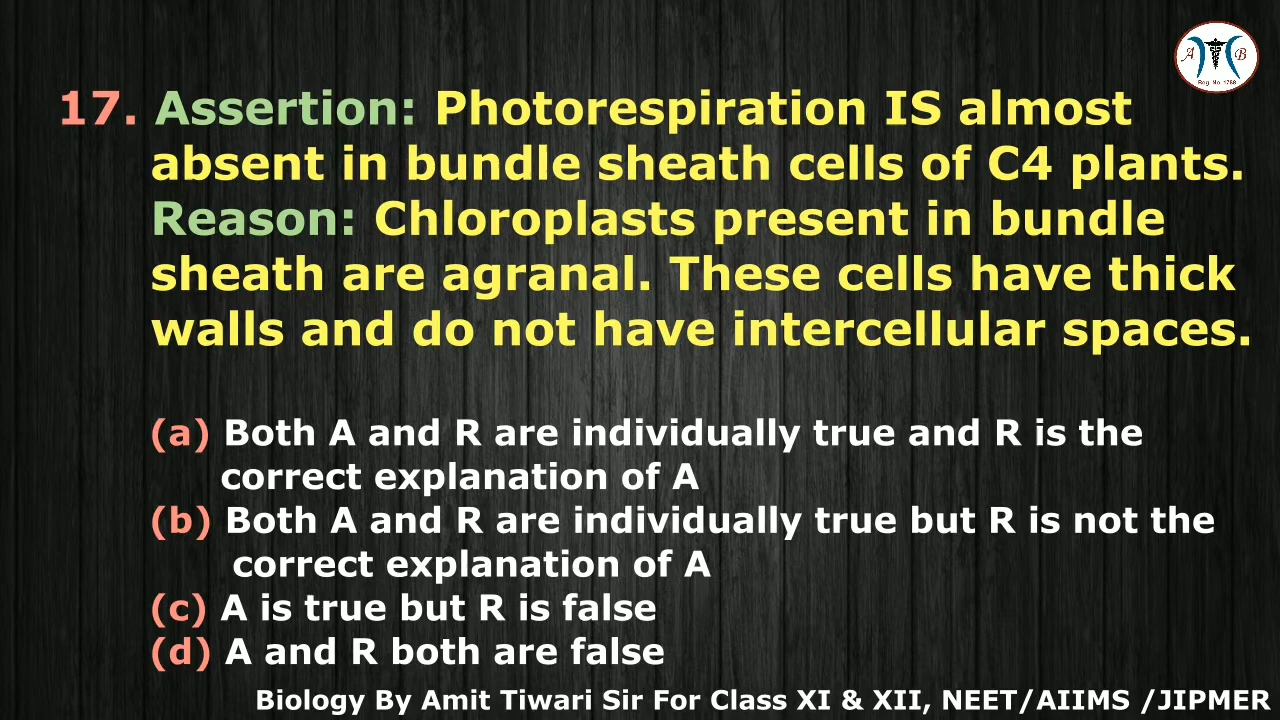 A B
Reg No 1768
17. Assertion: Photorespiration IS almost
absent in bundle sheath cells of C4 plants.
Reason: Chloroplasts present in bundle
sheath are agranal. These cells have thick
walls and do not have intercellular spaces.
(a) Both A and R are individually true and R is the
correct explanation of A
(b) Both A and R are individually true but R is not the
correct explanation of A
(c) A is true but R is false
(d) A and R both are false
Biology By Amit Tiwari Sir For Class XI & XII, NEET/AIIMS /JIPMER